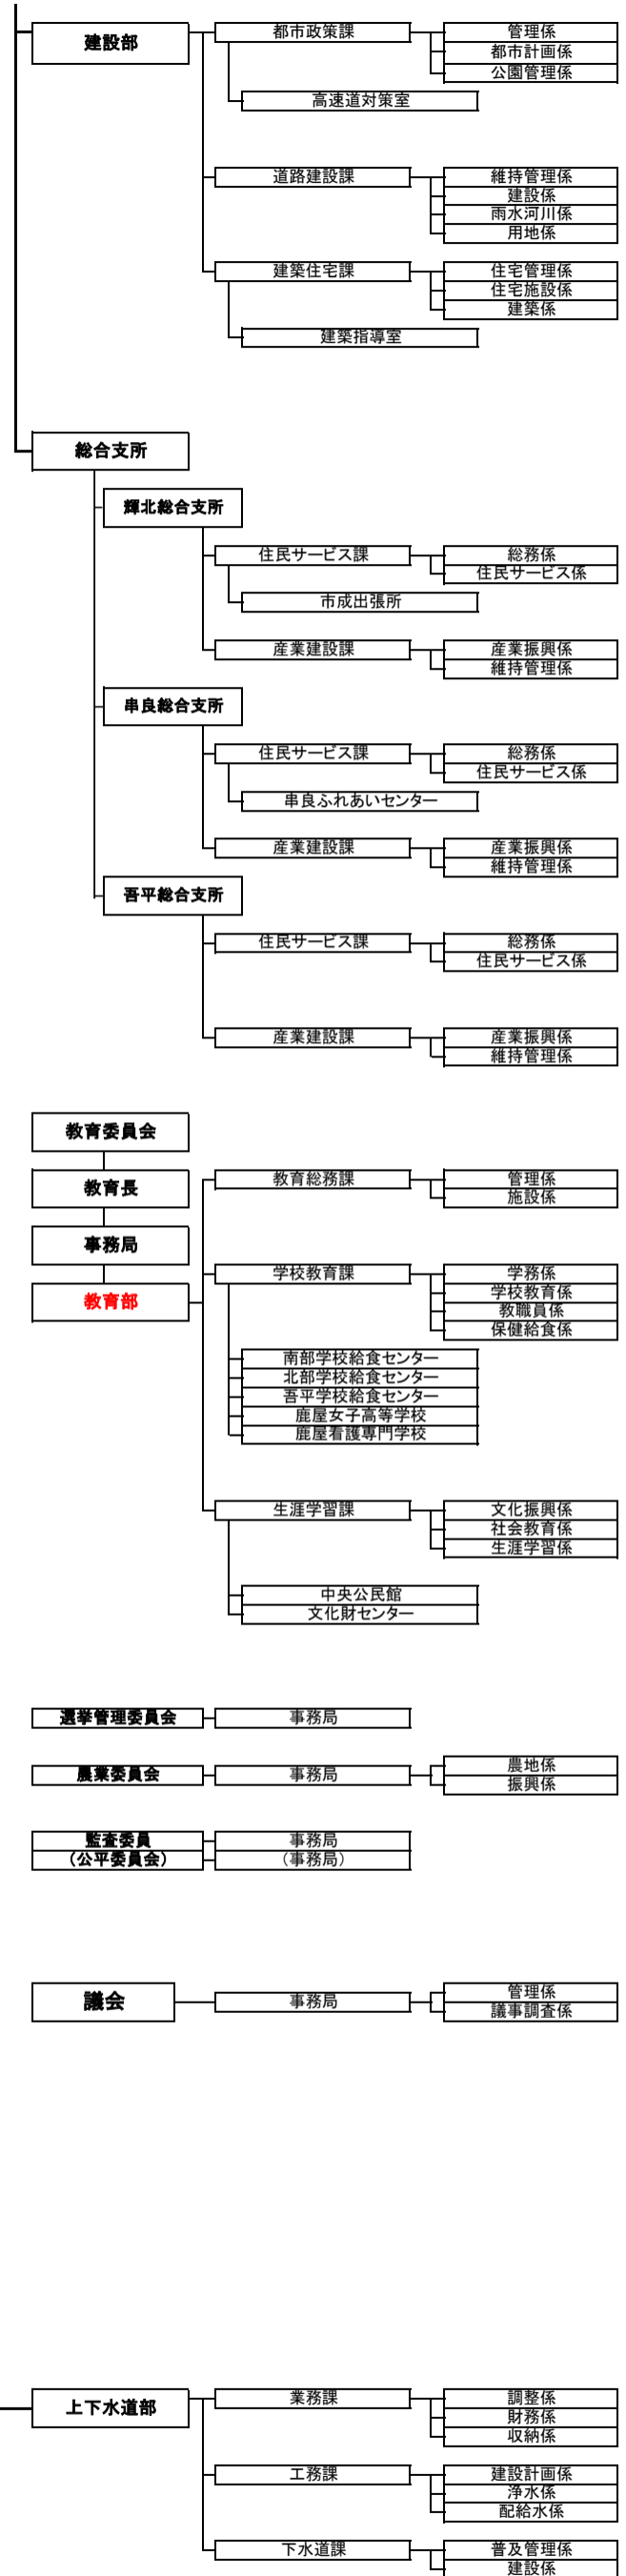 建設部
都市政策課
管理係
都市計画係
公園管理係
高速道対策室
道路建設課
維持管理係
建設係
雨水河川係
用地係
建築住宅課
住宅管理係
住宅施設係
建築係
建築指導室
総合支所
輝北総合支所
住民サービス課
総務係
住民サービス係
市成出張所
産業建設課
産業振興係
維持管理係
串良総合支所
住民サービス課
総務係
住民サービス係
串良ふれあいセンター
産業建設課
産業振興係
維持管理係
吾平総合支所
住民サービス課
総務係
住民サービス係
産業建設課
産業振興係
維持管理係
教育委員会
教育長
事務局
教育部
教育総務課
管理係
施設係
学校教育課
学務係
学校教育係
教職員係
保健給食係
南部学校給食センター
北部学校給食センター
吾平学校給食センター
鹿屋女子高等学校
鹿屋看護専門学校
生涯学習課
文化振興係
社会教育係
生涯学習係
中央公民館
文化財センター
選挙管理委員会
事務局
農業委員会
事務局
農地係
振興係
監査委員
事務局
（公平委員会）
（事務局）
議会
事務局
管理係
議事調査係
上下水道部
業務課
調整係
財務係
収納係
工務課
建設計画係
浄水係
配給水係
下水道課
普及管理係
建設係